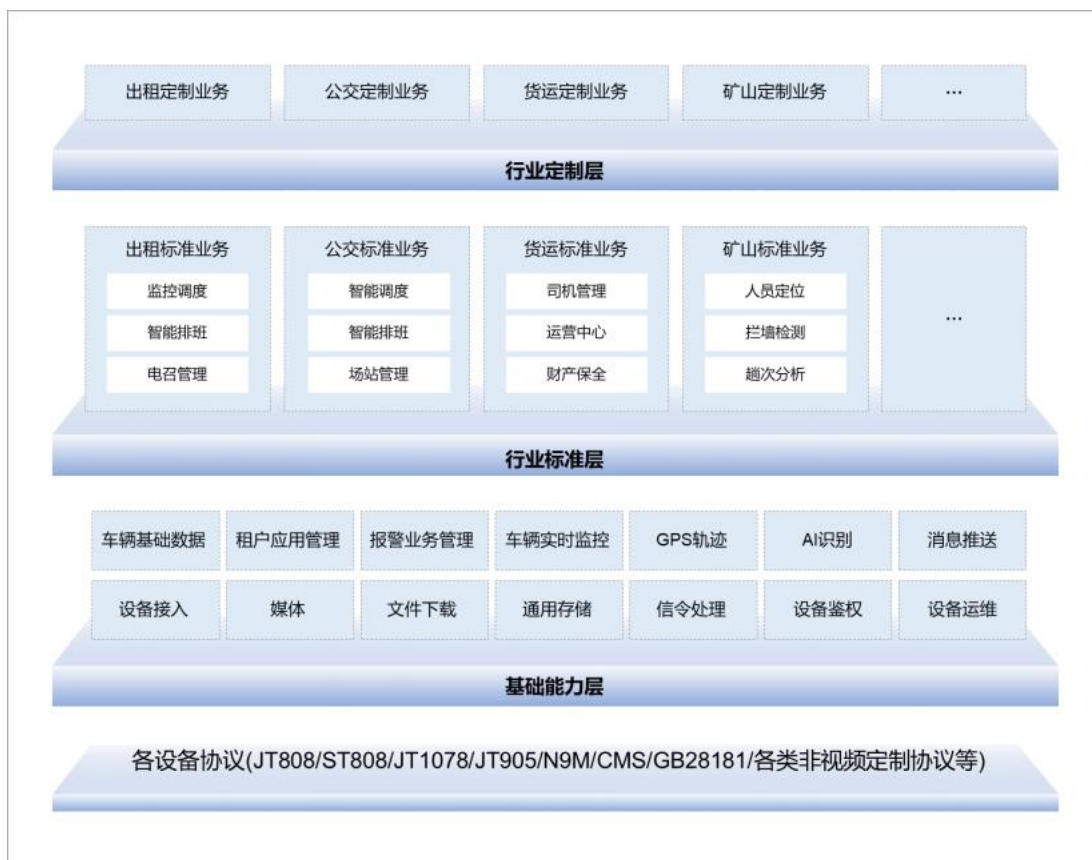 出租定制业务 公交定制业务 货运定制业务 矿山定制业务 …
行业定制层
出租标准业务 公交标准业务 货运标准业务 矿山标准业务
监控调度 智能调度 司机管理 人员定位
智能排班 智能排班 运营中心 拦墙检测 …
电召管理 场站管理 财产保全 趟次分析
行业标准层
车辆基础数据 租户应用管理 报警业务管理 车辆实时监控 GPS轨迹 AI识别 消息推送
设备接入 媒体 文件下载 通用存储 信令处理 设备鉴权 设备运维
基础能力层
各设备协议(JT808/ST808/JT1078/JT905/N9M/CMS/GB28181/各类非视频定制协议等)